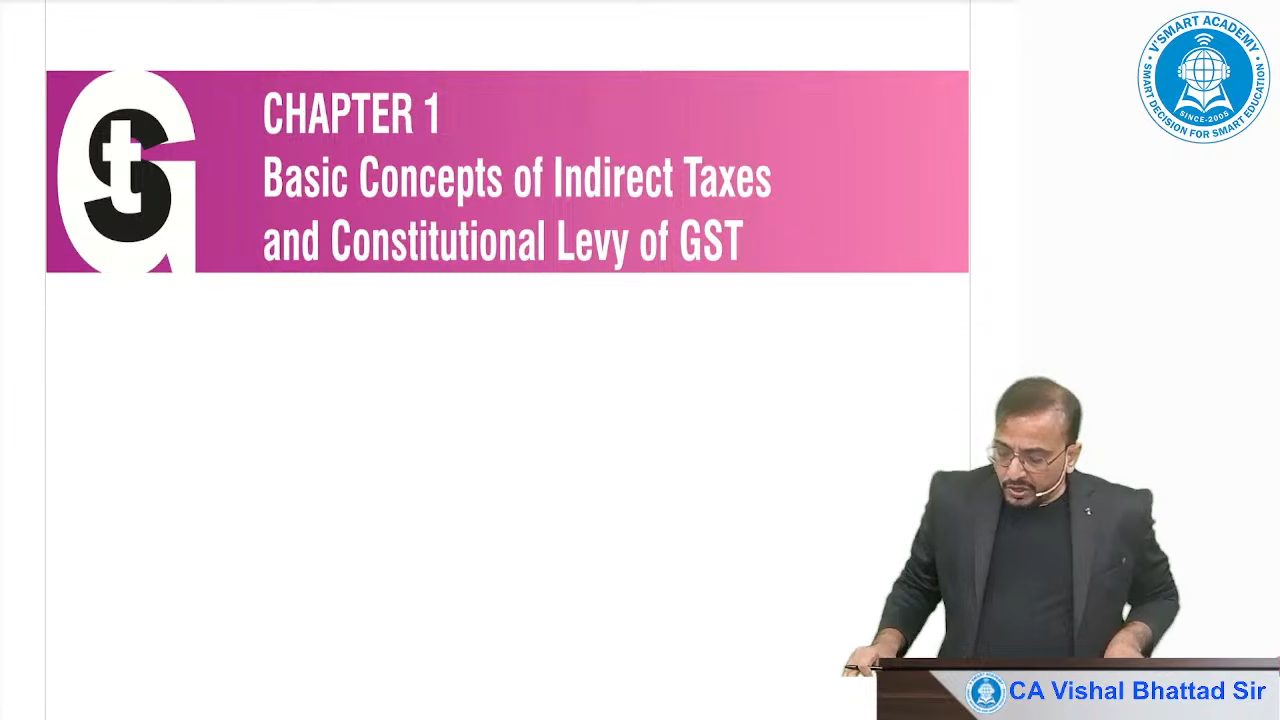 GSt
CHAPTER 1
Basic Concepts of Indirect Taxes
and Constitutional Levy of GST
V'SMART ACADEMY
SMART DECISION FOR SMART EDUCATION
SINCE-2005
CA Vishal Bhattad Sir